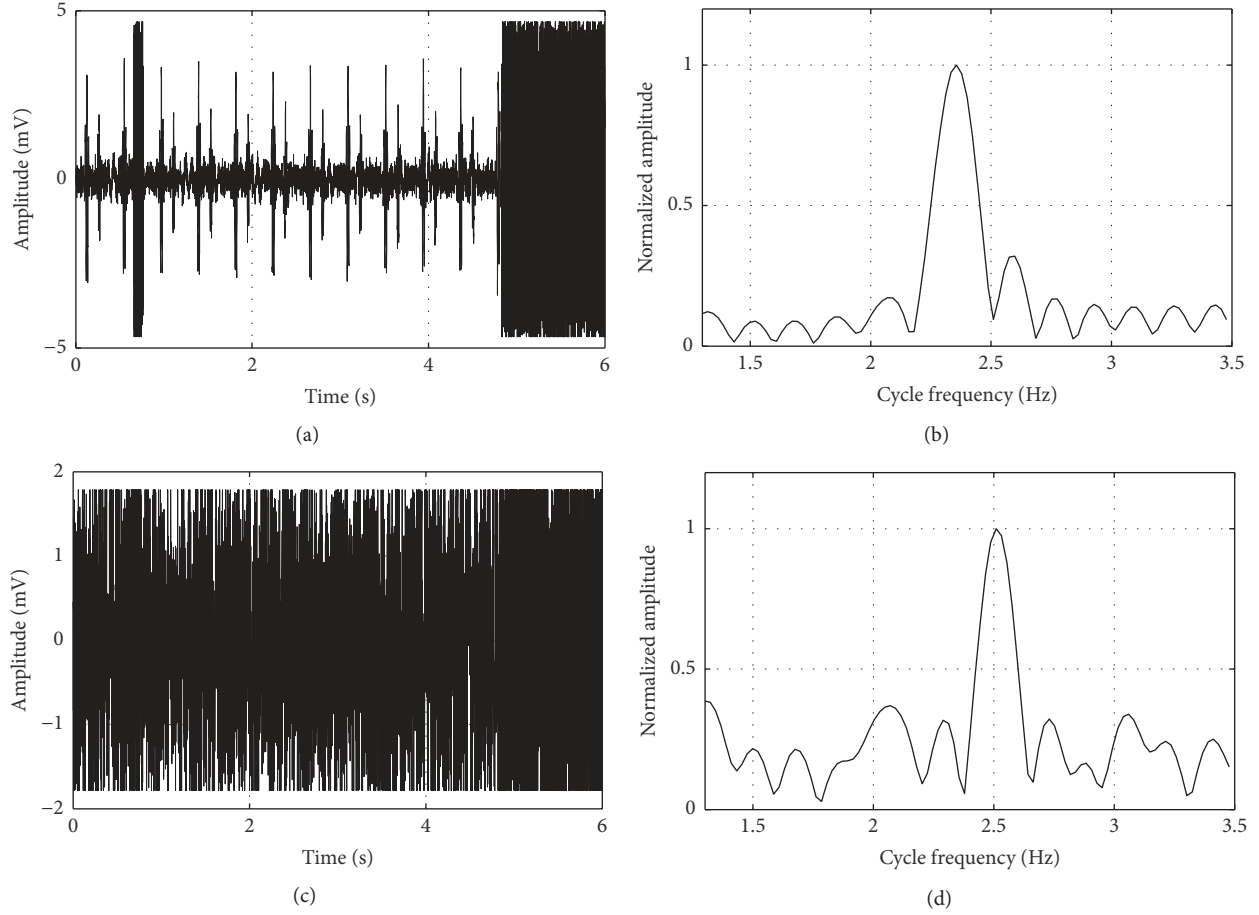 5
0
−5
Amplitude (mV)
0
2
4
6
Time (s)
(a)
1
0.5
0
Normalized amplitude
1.5
2
2.5
3
3.5
Cycle frequency (Hz)
(b)
2
1
0
−1
−2
Amplitude (mV)
0
2
4
6
Time (s)
(c)
1
0.5
0
Normalized amplitude
1.5
2
2.5
3
3.5
Cycle frequency (Hz)
(d)